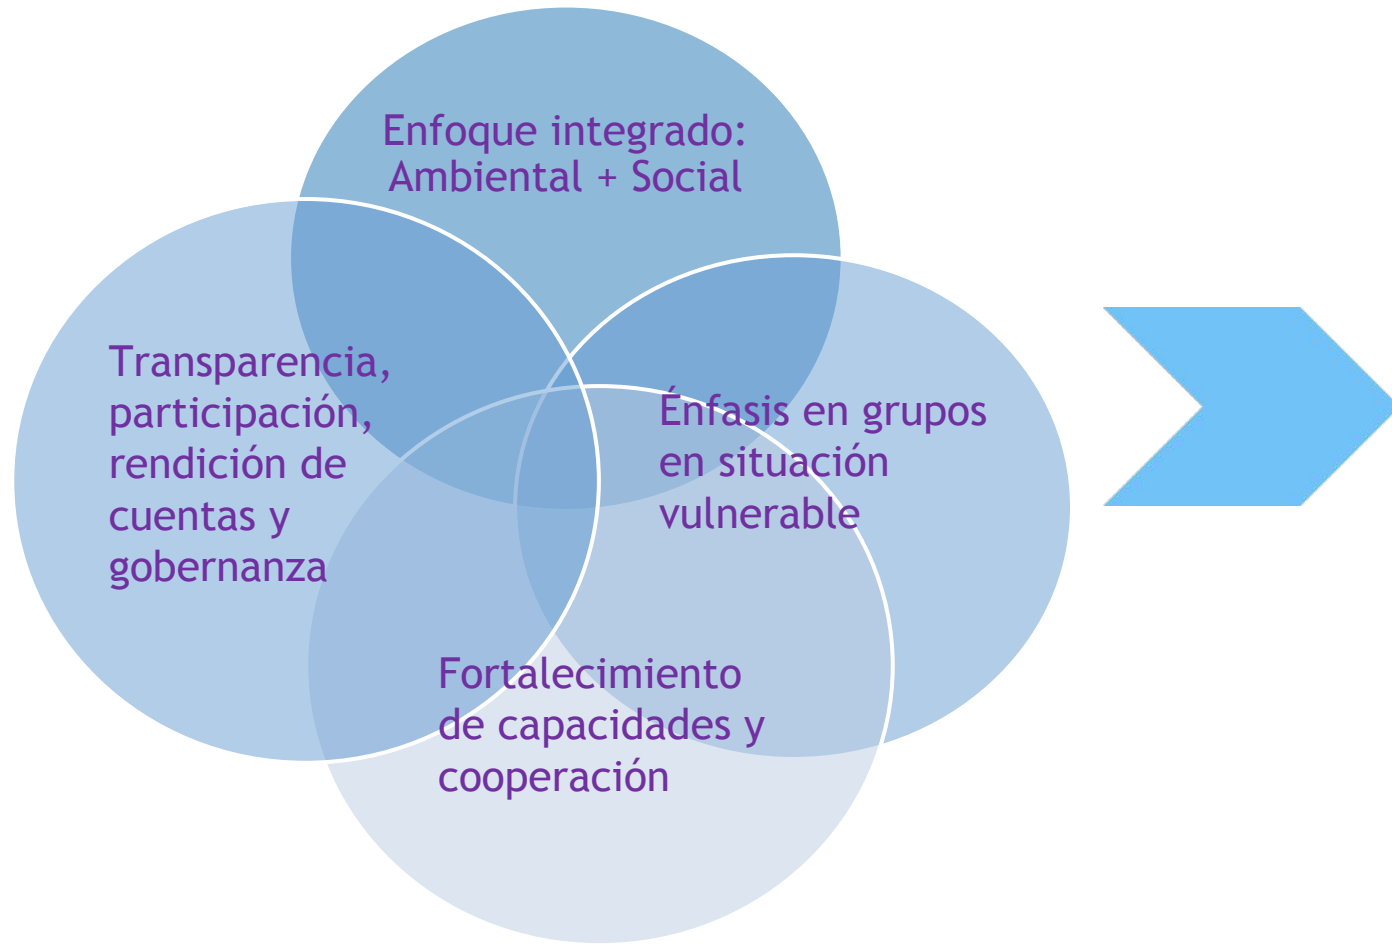 Enfoque integrado:
Ambiental + Social
Transparencia,
participación,
rendición de
cuentas y
gobernanza
Énfasis en grupos
en situación
vulnerable
Fortalecimiento
de capacidades y
cooperación